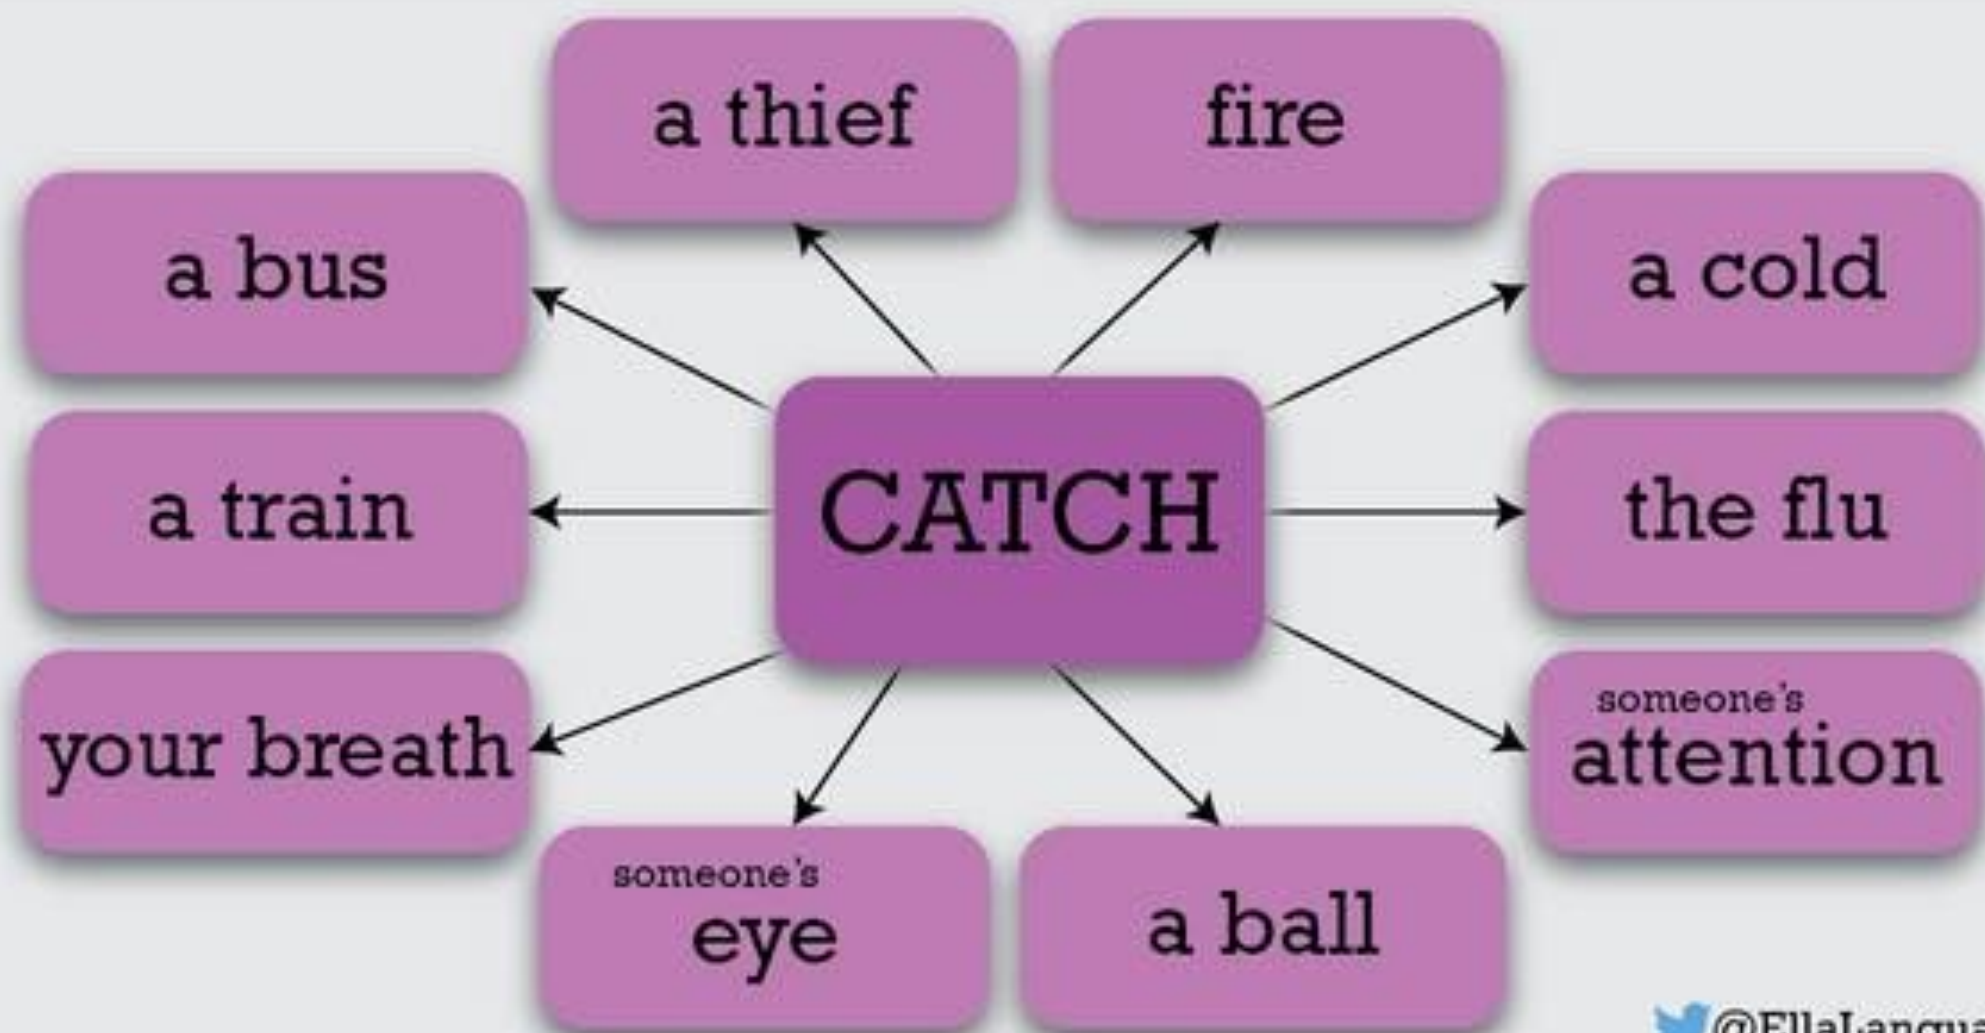 a thief
fire
a bus
a cold
a train
CATCH
the flu
your breath
someone's
attention
someone's
eye
a ball